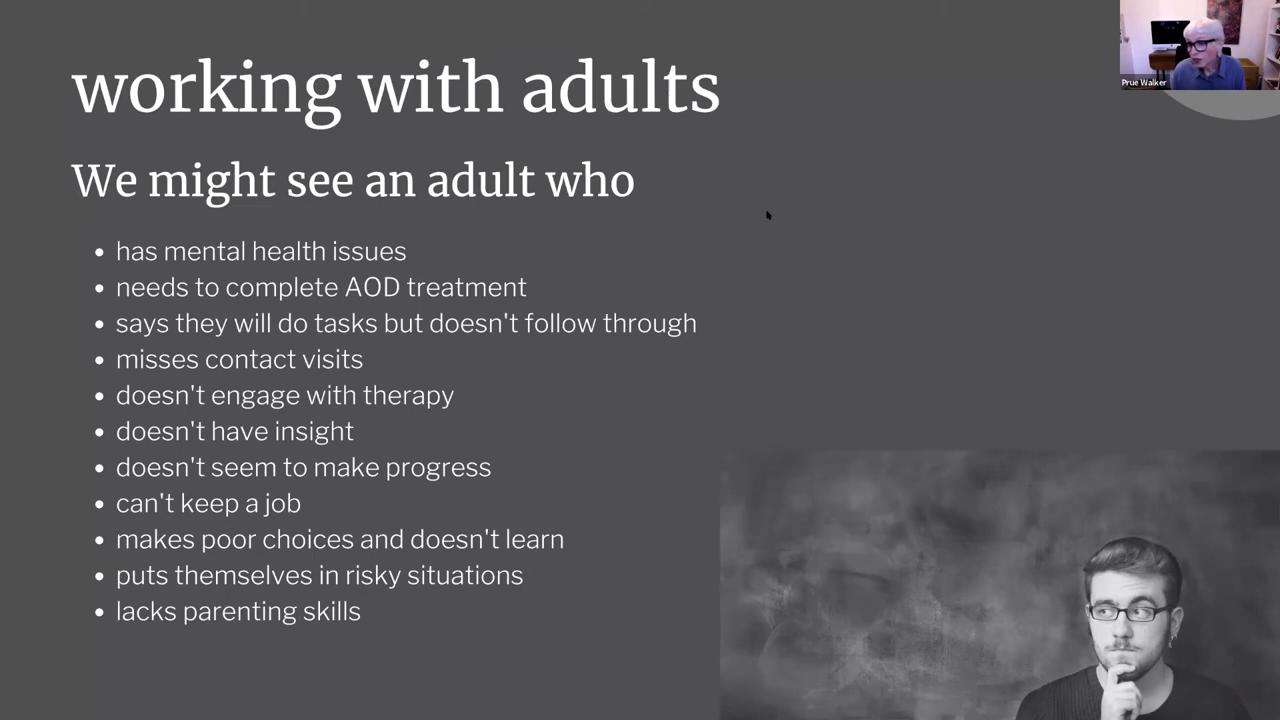 working with adults
Prue Walker
We might see an adult who
• has mental health issues
• needs to complete AOD treatment
• says they will do tasks but doesn't follow through
• misses contact visits
• doesn't engage with therapy
• doesn't have insight
• doesn't seem to make progress
• can't keep a job
• makes poor choices and doesn't learn
• puts themselves in risky situations
• lacks parenting skills